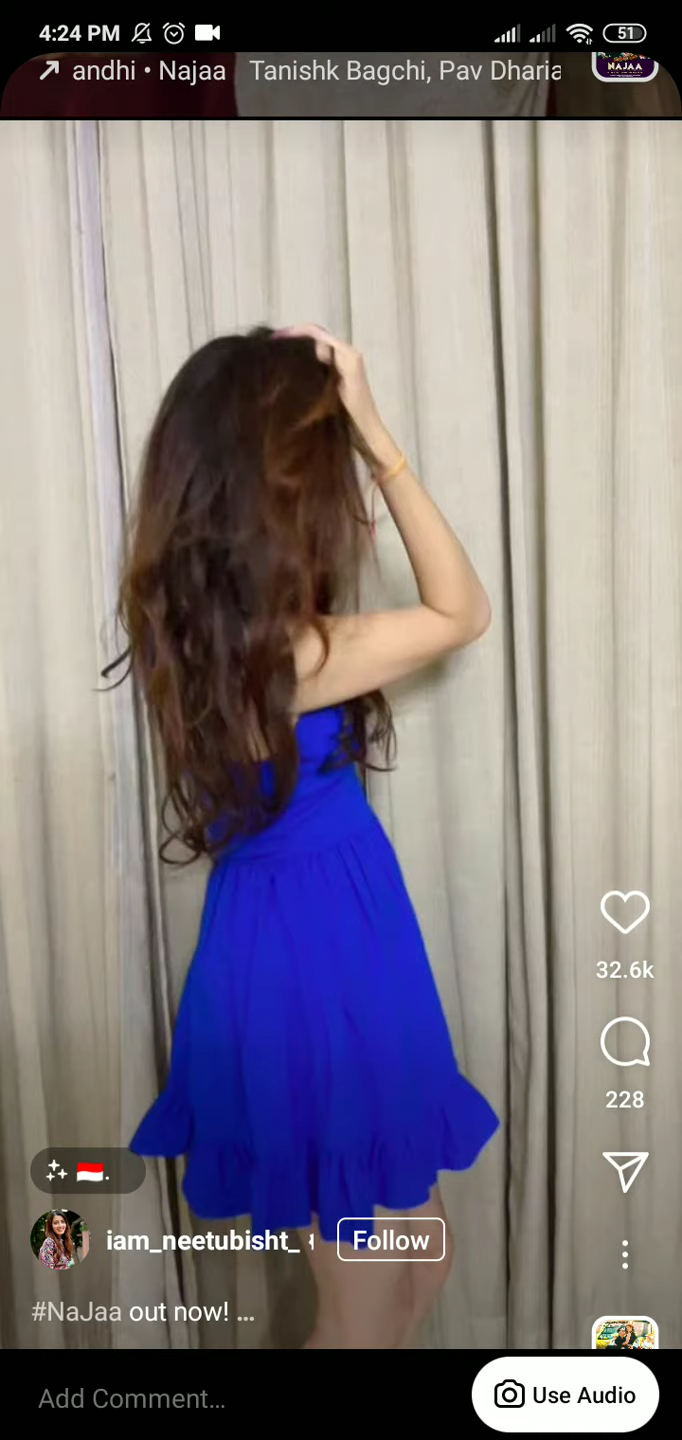 4:24 PM 51
andhi • Najaa Tanishk Bagchi, Pav Dharia
NAJAA
32.6k
228
iam_neetubisht_ Follow
#NaJaa out now! ...
Add Comment... Use Audio